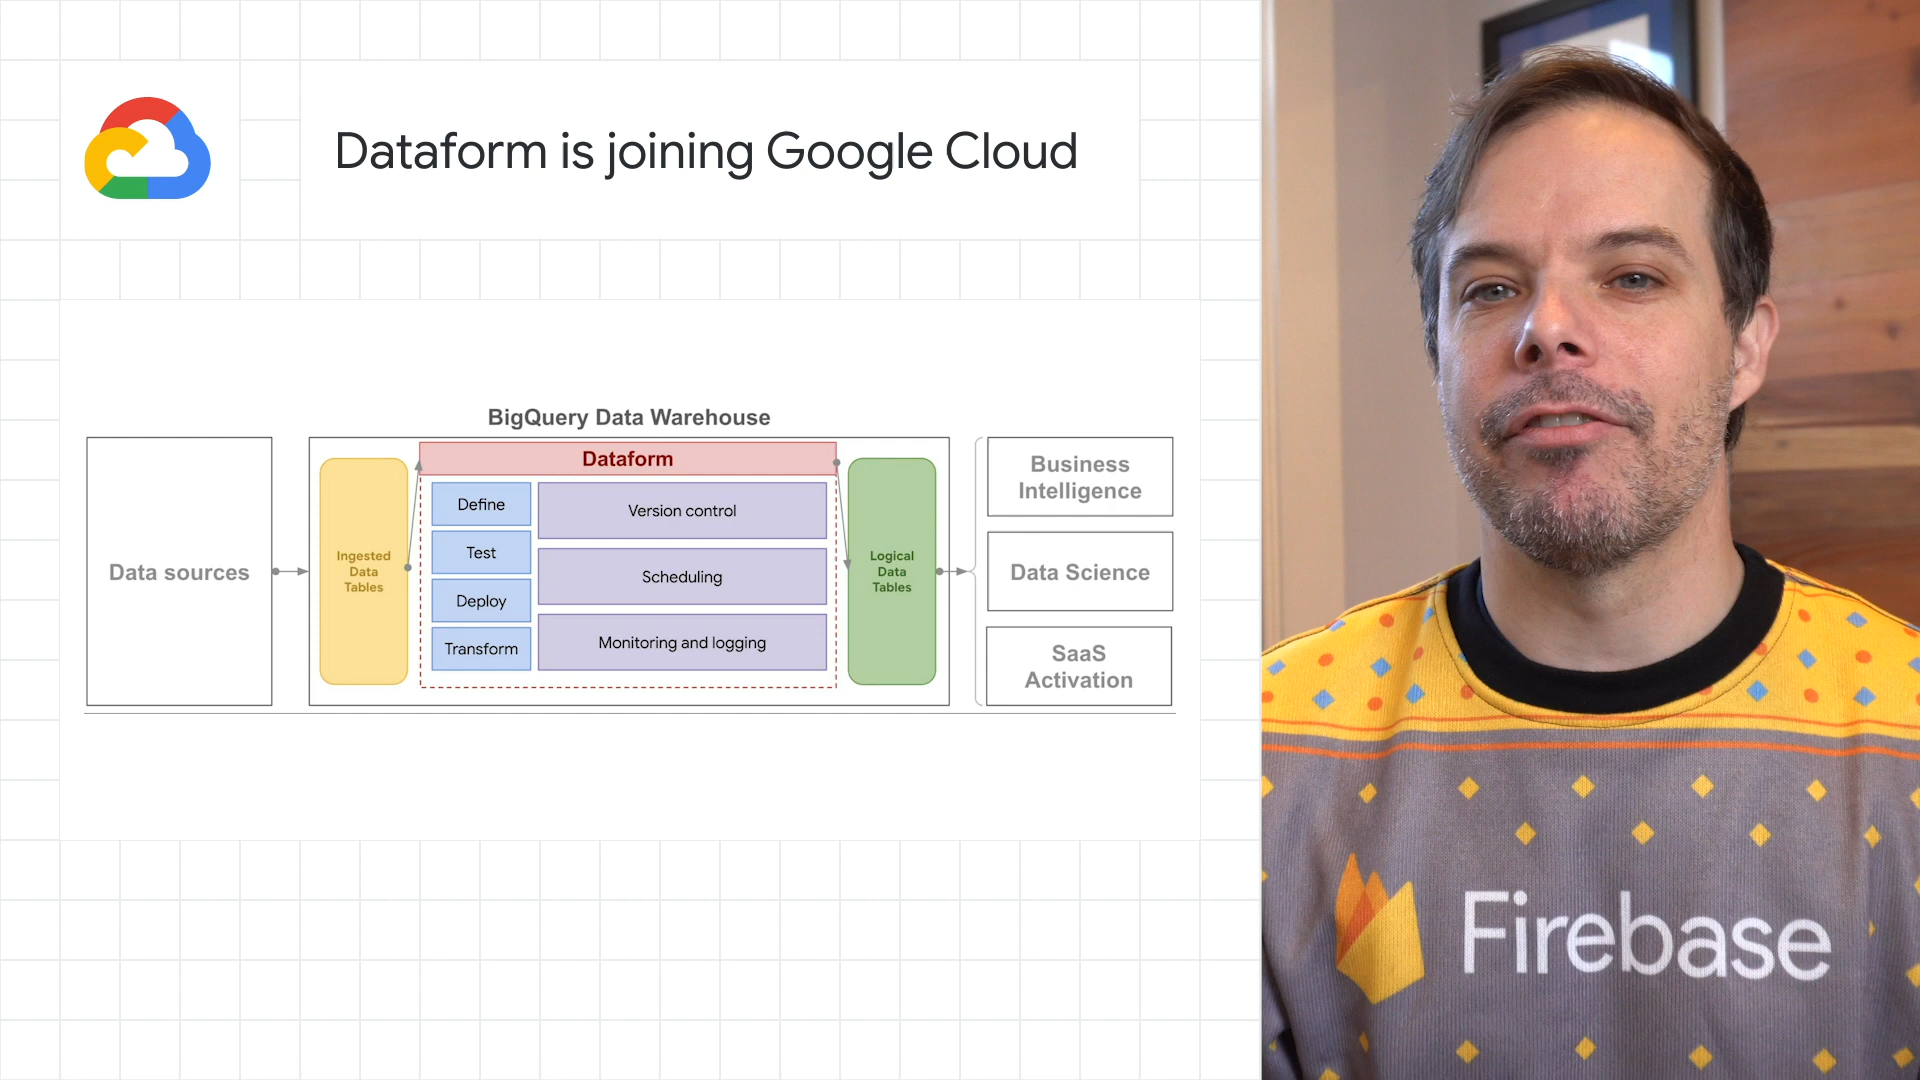 Dataform is joining Google Cloud
BigQuery Data Warehouse
Data sources
Ingested
Data
Tables
Dataform
Define
Test
Deploy
Transform
Version control
Scheduling
Monitoring and logging
Logical
Data
Tables
Business
Intelligence
Data Science
SaaS
Activation
Firebase